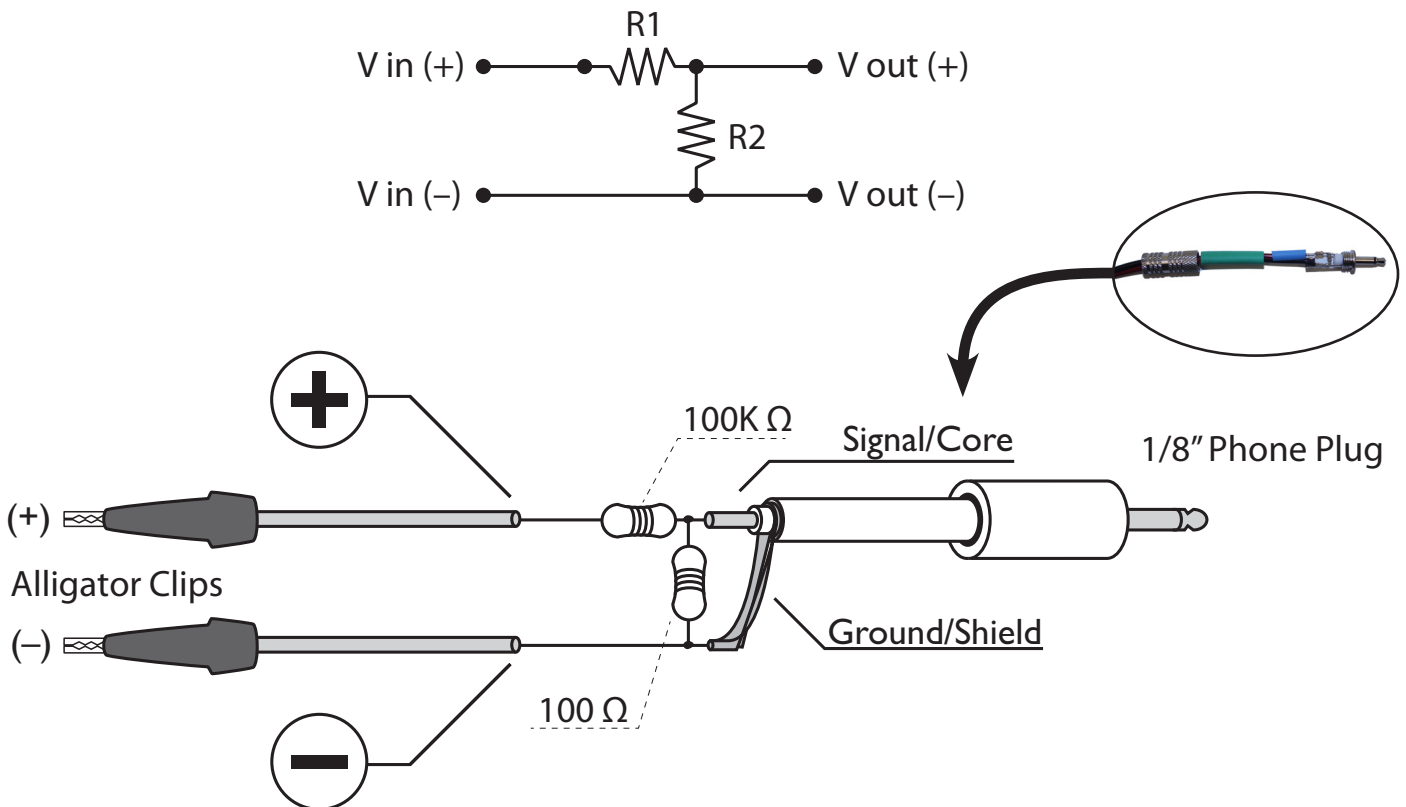 R1
V in (+)
V out (+)
R2
V in (–)
V out (–)
100K Ω
Signal/Core
1/8” Phone Plug
(+)
Alligator Clips
(–)
Ground/Shield
100 Ω